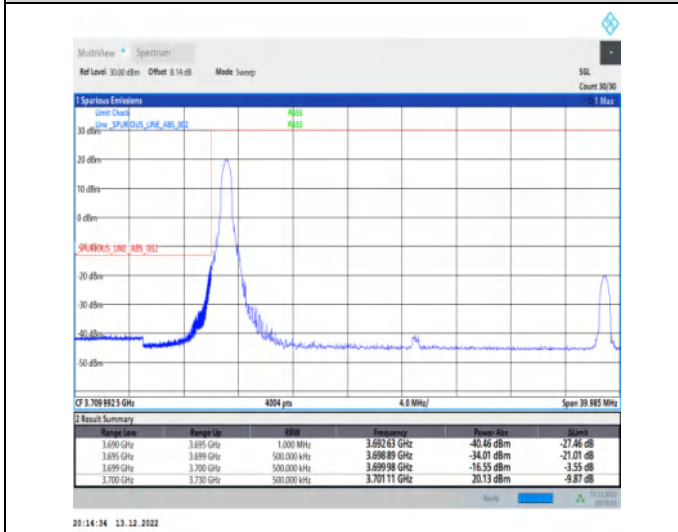 MultiView Spectrum
Ref Level 30.00 dBm Offset 8.14 dB Mode Sweep SGL
Count 30/30
1 Spurious Emissions 1 Max
Limit Check PASS
Line _SPURIOUS_LINE_ABS_002 PASS
30 dBm
20 dBm
10 dBm
0 dBm
_SPURIOUS_LINE_ABS_002
-20 dBm
-30 dBm
-40 dBm
-50 dBm
CF 3.709 992 5 GHz 4004 pts 4.0 MHz/ Span 39.985 MHz
2 Result Summary
Range Low Range Up RBW Frequency Power Abs ΔLimit
3.690 GHz 3.695 GHz 1.000 MHz 3.692 63 GHz -40.46 dBm -27.46 dB
3.695 GHz 3.699 GHz 500.000 kHz 3.698 89 GHz -34.01 dBm -21.01 dB
3.699 GHz 3.700 GHz 500.000 kHz 3.699 98 GHz -16.55 dBm -3.55 dB
3.700 GHz 3.730 GHz 500.000 kHz 3.701 11 GHz 20.13 dBm -9.87 dB
Ready
20:14:34 13.12.2022